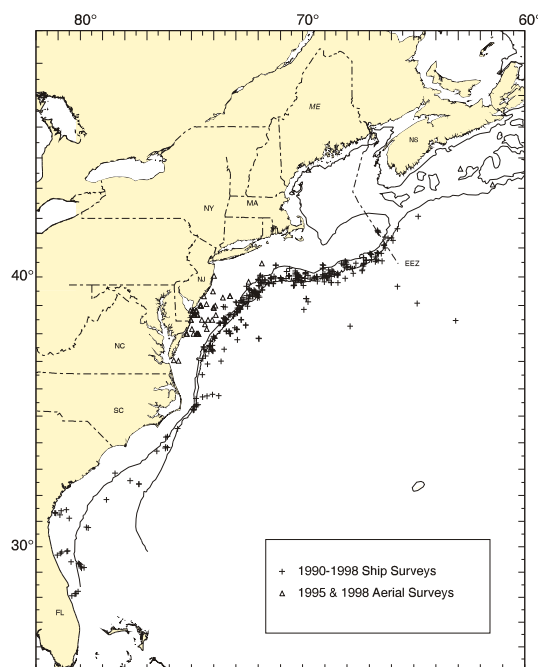 80° 70° 60°
ME
NS
NY MA
EEZ
40°
NJ
NC
SC
30°
+ 1990-1998 Ship Surveys
△ 1995 & 1998 Aerial Surveys
FL